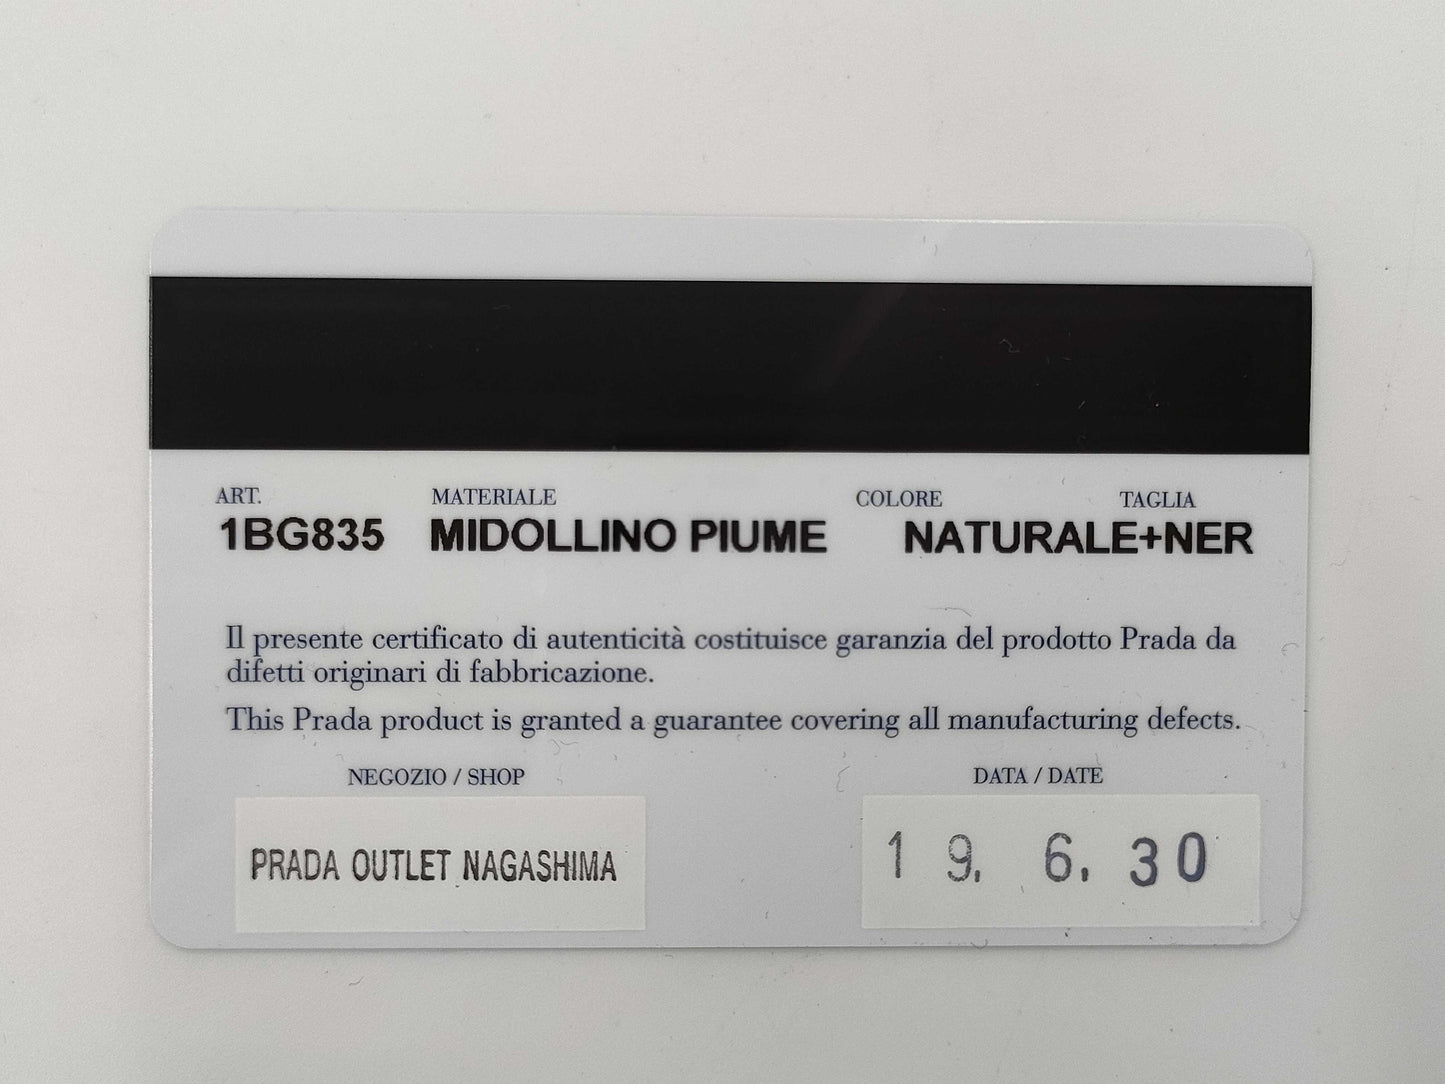 ART. MATERIALE COLORE TAGLIA
1BG835 MIDOLLINO PIUME NATURALE+NER
Il presente certificato di autenticità costituisce garanzia del prodotto Prada da
difetti originari di fabbricazione.
This Prada product is granted a guarantee covering all manufacturing defects.
NEGOZIO / SHOP DATA / DATE
PRADA OUTLET NAGASHIMA 19. 6. 30